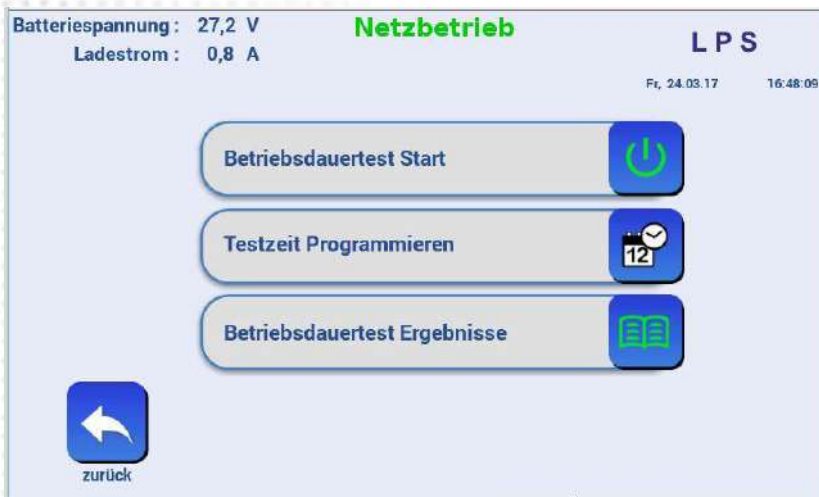 Batteriespannung : 27,2 V
Netzbetrieb
LPS
Ladestrom : 0,8 A
Fr, 24.03.17 16:48:09
Betriebsdauertest Start
Testzeit Programmieren
12
Betriebsdauertest Ergebnisse
zurück